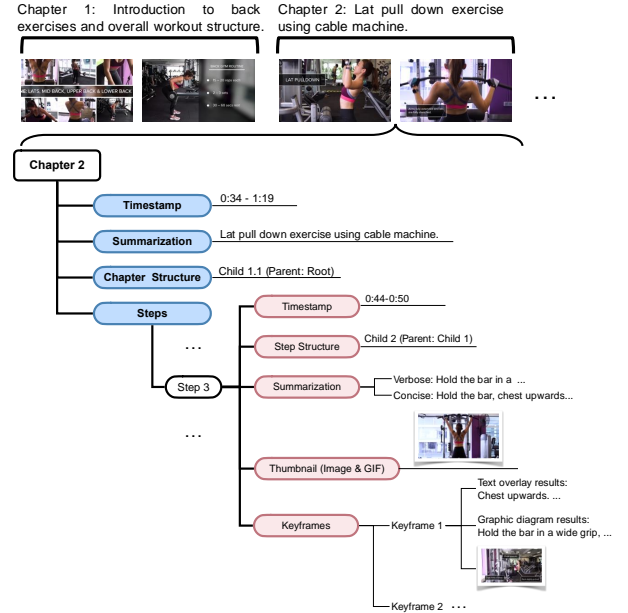 Chapter 1: Introduction to back
exercises and overall workout structure.
Chapter 2: Lat pull down exercise
using cable machine.
LATS, MID BACK, UPPER BACK & LOWER BACK
LAT PULLDOWN
...
Chapter 2
Timestamp
0:34 - 1:19
Summarization
Lat pull down exercise using cable machine.
Chapter Structure
Child 1.1 (Parent: Root)
Steps
...
Step 3
...
Timestamp
0:44-0:50
Step Structure
Child 2 (Parent: Child 1)
Summarization
Verbose: Hold the bar in a ...
Concise: Hold the bar, chest upwards...
Thumbnail (Image & GIF)
Keyframes
Keyframe 1
Text overlay results:
Chest upwards. ...
Graphic diagram results:
Hold the bar in a wide grip, ...
Keyframe 2 ...